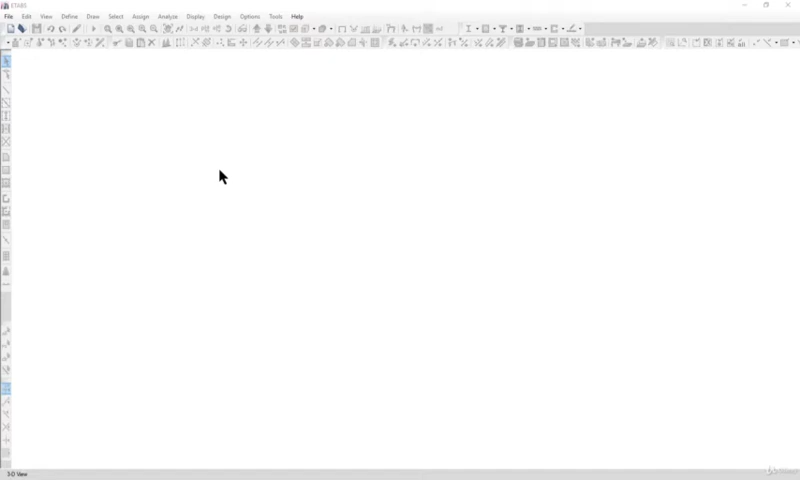 ETABS
File Edit View Define Draw Select Assign Analyze Display Design Options Tools Help
3-D View